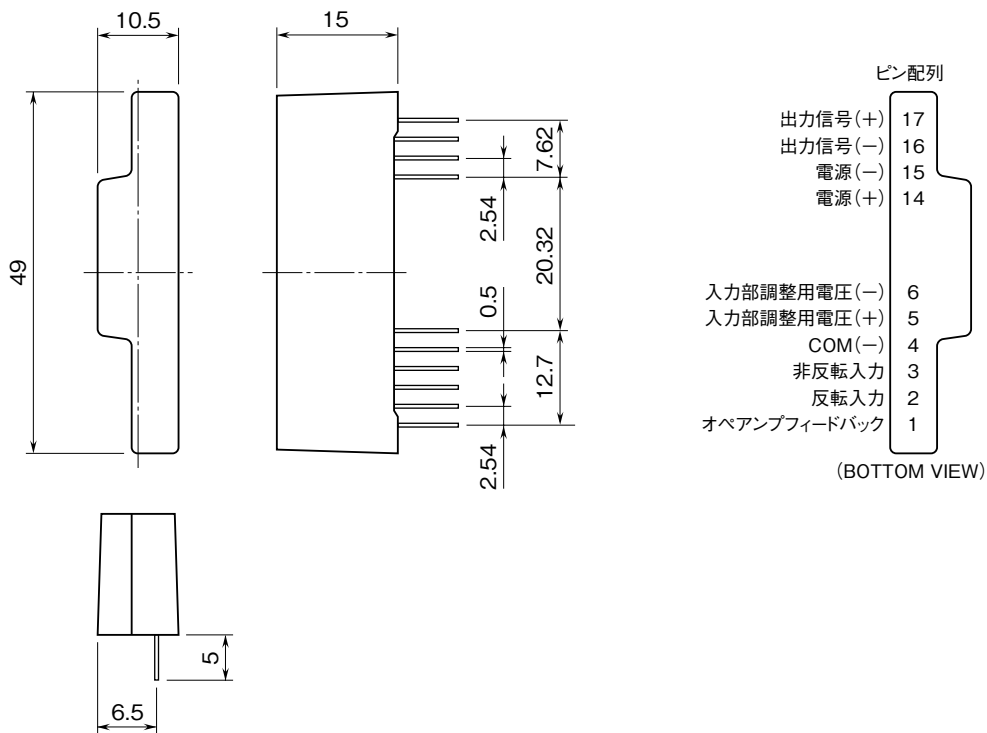 10.5
15
49
7.62
2.54
20.32
0.5
12.7
2.54
5
6.5
ピン配列
出力信号(+) 17
出力信号(−) 16
電源(−) 15
電源(+) 14
入力部調整用電圧(−) 6
入力部調整用電圧(+) 5
COM(−) 4
非反転入力 3
反転入力 2
オペアンプフィードバック 1
(BOTTOM VIEW)